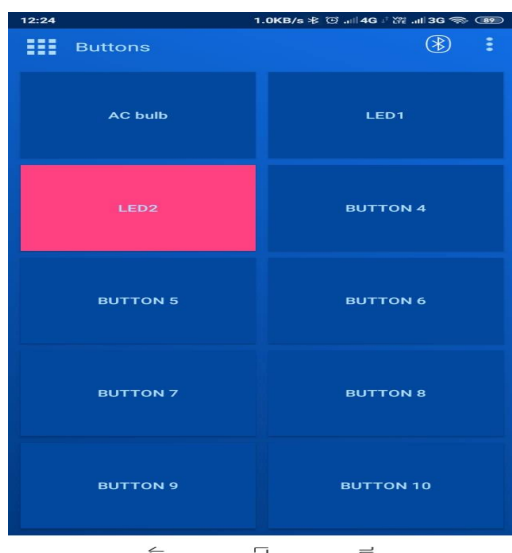 12:24 1.0KB/s 4G 3G 89
Buttons
AC bulb LED1
LED2 BUTTON 4
BUTTON 5 BUTTON 6
BUTTON 7 BUTTON 8
BUTTON 9 BUTTON 10